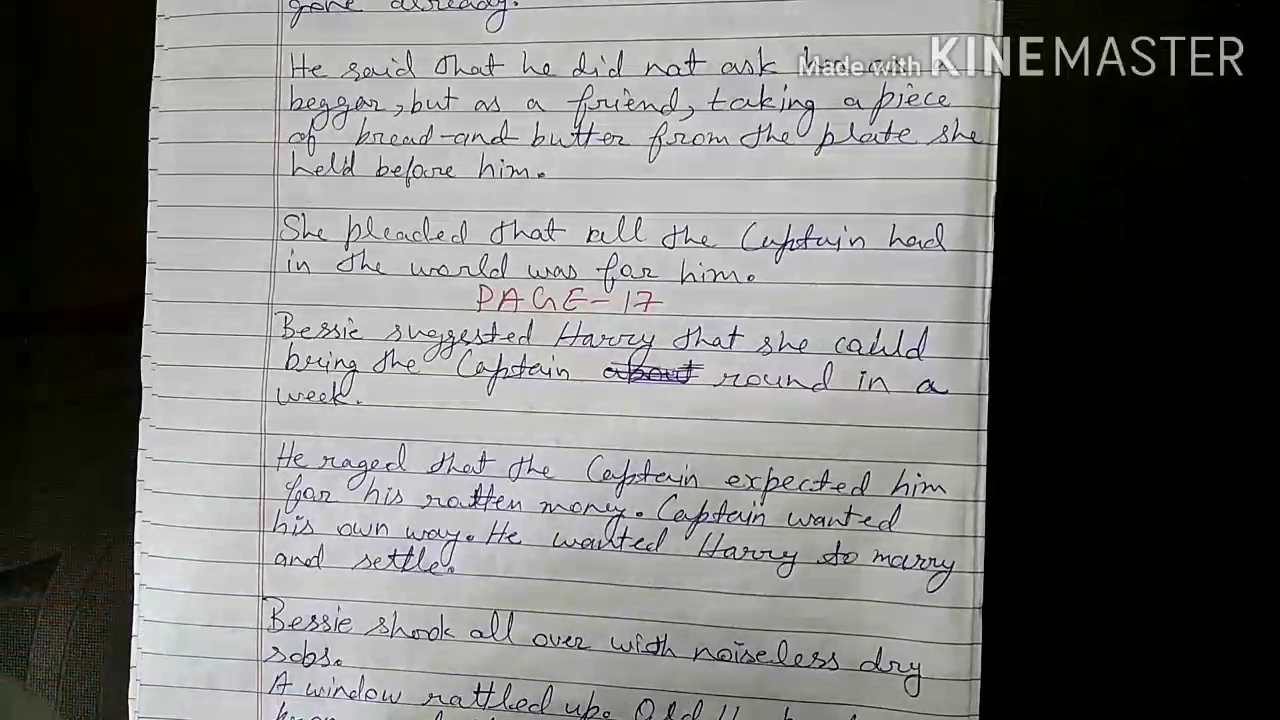 gone already.
He said that he did not ask
Made with KINEMASTER
beggar, but as a friend, taking a piece
of bread-and butter from the plate she
held before him.
She pleaded that all the Captain had
in the world was for him.
PAGE-17
Bessie suggested Harry that she could
bring the Captain about round in a
week.
He raged that the Captain expected him
for his rotten money. Captain wanted
his own way. He wanted Harry to marry
and settle.
Bessie shook all over with noiseless dry
sobs.
A window rattled up. Old